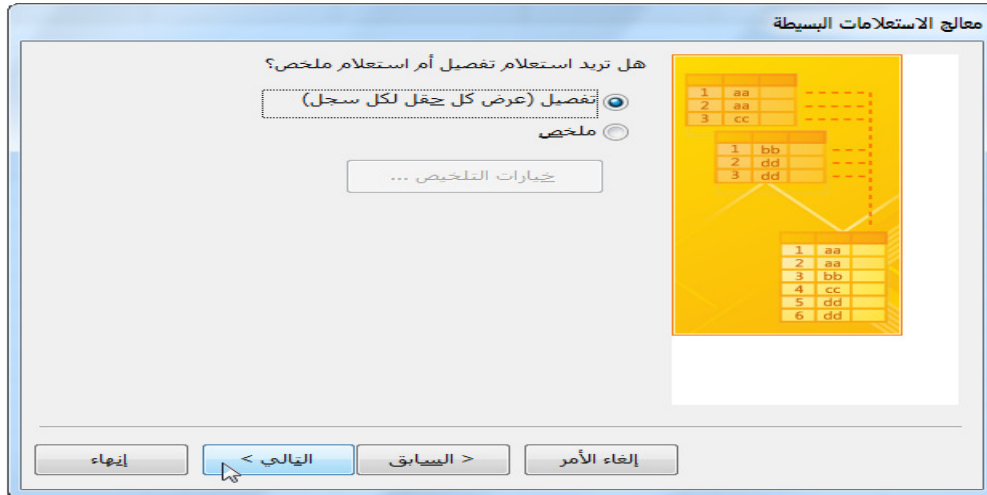 معالج الاستعلامات البسيطة
هل تريد استعلام تفصيل أم استعلام ملخص؟
تفصيل (عرض كل حقل لكل سجل)
ملخص
خيارات التلخيص ...
1 aa
2 aa
3 cc
1 bb
2 dd
3 dd
1 aa
2 aa
3 bb
4 cc
5 dd
6 dd
إلغاء الأمر
< السابق
التالي >
إنهاء